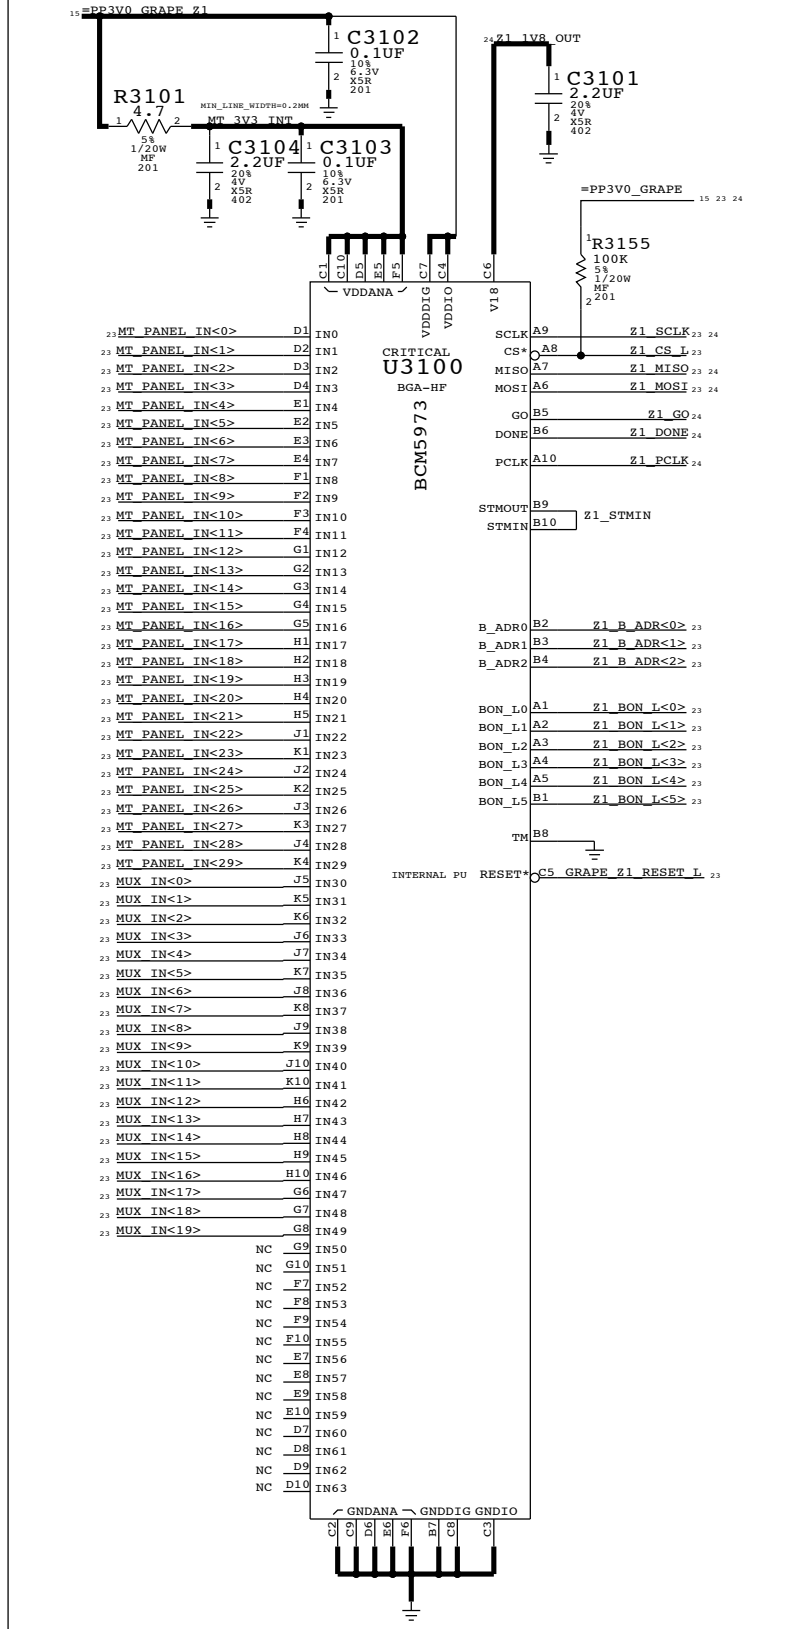 15 =PP3V0_GRAPE_Z1
1 C3102
0.1UF
10%
6.3V
2 X5R
201
24 Z1_1V8_OUT
1 C3101
2.2UF
20%
4V
2 X5R
402
R3101
4.7
1 2
5%
1/20W
MF
201
MIN_LINE_WIDTH=0.2MM
MT_3V3_INT
1 C3104
2.2UF
20%
4V
2 X5R
402
1 C3103
0.1UF
10%
6.3V
2 X5R
201
=PP3V0_GRAPE 15 23 24
1 R3155
100K
5%
1/20W
MF
2 201
C1 C10 D5 E5 F5 C7 C4 C6
VDDANA VDDDIG VDDIO V18
CRITICAL
U3100
BGA-HF
BCM5973
23 MT_PANEL_IN<0> D1 IN0
23 MT_PANEL_IN<1> D2 IN1
23 MT_PANEL_IN<2> D3 IN2
23 MT_PANEL_IN<3> D4 IN3
23 MT_PANEL_IN<4> E1 IN4
23 MT_PANEL_IN<5> E2 IN5
23 MT_PANEL_IN<6> E3 IN6
23 MT_PANEL_IN<7> E4 IN7
23 MT_PANEL_IN<8> F1 IN8
23 MT_PANEL_IN<9> F2 IN9
23 MT_PANEL_IN<10> F3 IN10
23 MT_PANEL_IN<11> F4 IN11
23 MT_PANEL_IN<12> G1 IN12
23 MT_PANEL_IN<13> G2 IN13
23 MT_PANEL_IN<14> G3 IN14
23 MT_PANEL_IN<15> G4 IN15
23 MT_PANEL_IN<16> G5 IN16
23 MT_PANEL_IN<17> H1 IN17
23 MT_PANEL_IN<18> H2 IN18
23 MT_PANEL_IN<19> H3 IN19
23 MT_PANEL_IN<20> H4 IN20
23 MT_PANEL_IN<21> H5 IN21
23 MT_PANEL_IN<22> J1 IN22
23 MT_PANEL_IN<23> K1 IN23
23 MT_PANEL_IN<24> J2 IN24
23 MT_PANEL_IN<25> K2 IN25
23 MT_PANEL_IN<26> J3 IN26
23 MT_PANEL_IN<27> K3 IN27
23 MT_PANEL_IN<28> J4 IN28
23 MT_PANEL_IN<29> K4 IN29
23 MUX_IN<0> J5 IN30
23 MUX_IN<1> K5 IN31
23 MUX_IN<2> K6 IN32
23 MUX_IN<3> J6 IN33
23 MUX_IN<4> J7 IN34
23 MUX_IN<5> K7 IN35
23 MUX_IN<6> J8 IN36
23 MUX_IN<7> K8 IN37
23 MUX_IN<8> J9 IN38
23 MUX_IN<9> K9 IN39
23 MUX_IN<10> J10 IN40
23 MUX_IN<11> K10 IN41
23 MUX_IN<12> H6 IN42
23 MUX_IN<13> H7 IN43
23 MUX_IN<14> H8 IN44
23 MUX_IN<15> H9 IN45
23 MUX_IN<16> H10 IN46
23 MUX_IN<17> G6 IN47
23 MUX_IN<18> G7 IN48
23 MUX_IN<19> G8 IN49
NC G9 IN50
NC G10 IN51
NC F7 IN52
NC F8 IN53
NC F9 IN54
NC F10 IN55
NC E7 IN56
NC E8 IN57
NC E9 IN58
NC E10 IN59
NC D7 IN60
NC D8 IN61
NC D9 IN62
NC D10 IN63
SCLK A9 Z1_SCLK 23 24
CS* A8 Z1_CS_L 23
MISO A7 Z1_MISO 23 24
MOSI A6 Z1_MOSI 23 24
GO B5 Z1_GO 24
DONE B6 Z1_DONE 24
PCLK A10 Z1_PCLK 24
STMOUT B9
STMIN B10
Z1_STMIN
B_ADR0 B2 Z1_B_ADR<0> 23
B_ADR1 B3 Z1_B_ADR<1> 23
B_ADR2 B4 Z1_B_ADR<2> 23
BON_L0 A1 Z1_BON_L<0> 23
BON_L1 A2 Z1_BON_L<1> 23
BON_L2 A3 Z1_BON_L<2> 23
BON_L3 A4 Z1_BON_L<3> 23
BON_L4 A5 Z1_BON_L<4> 23
BON_L5 B1 Z1_BON_L<5> 23
TM B8
INTERNAL PU RESET* C5 GRAPE_Z1_RESET_L 23
GNDANA GNDDIG GNDIO
C2 C9 D6 E6 F6 B7 C8 C3